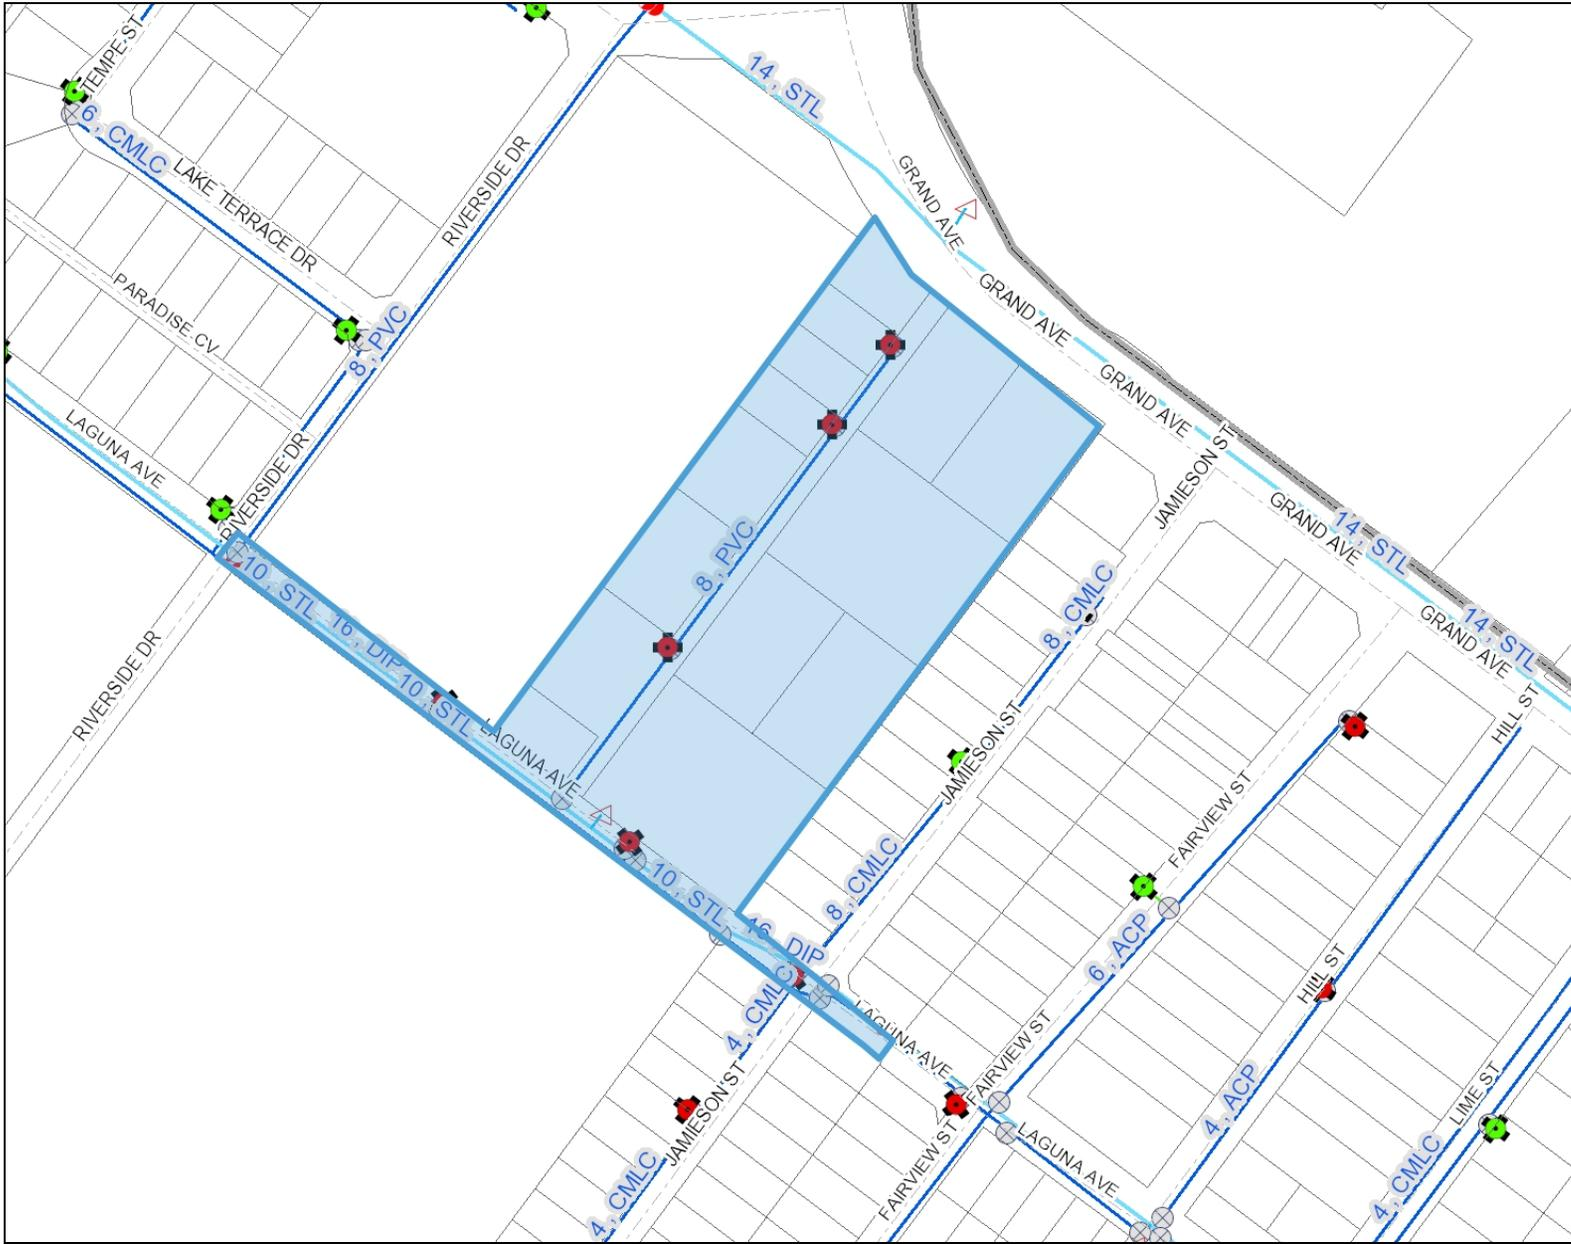 TEMPE ST
6, CMLC
LAKE TERRACE DR
PARADISE CV
RIVERSIDE DR
14, STL
GRAND AVE
GRAND AVE
GRAND AVE
GRAND AVE
14, STL
GRAND AVE
14, STL
8, PVC
LAGUNA AVE
RIVERSIDE DR
RIVERSIDE DR
10, STL
16, DIP
10, STL
LAGUNA AVE
8, PVC
10, STL
16, DIP
JAMIESON ST
8, CMLC
JAMIESON ST
8, CMLC
4, CMLC
JAMIESON ST
4, CMLC
LAGUNA AVE
FAIRVIEW ST
6, ACP
FAIRVIEW ST
FAIRVIEW ST
LAGUNA AVE
HILL ST
HILL ST
4, ACP
LIME ST
4, CMLC